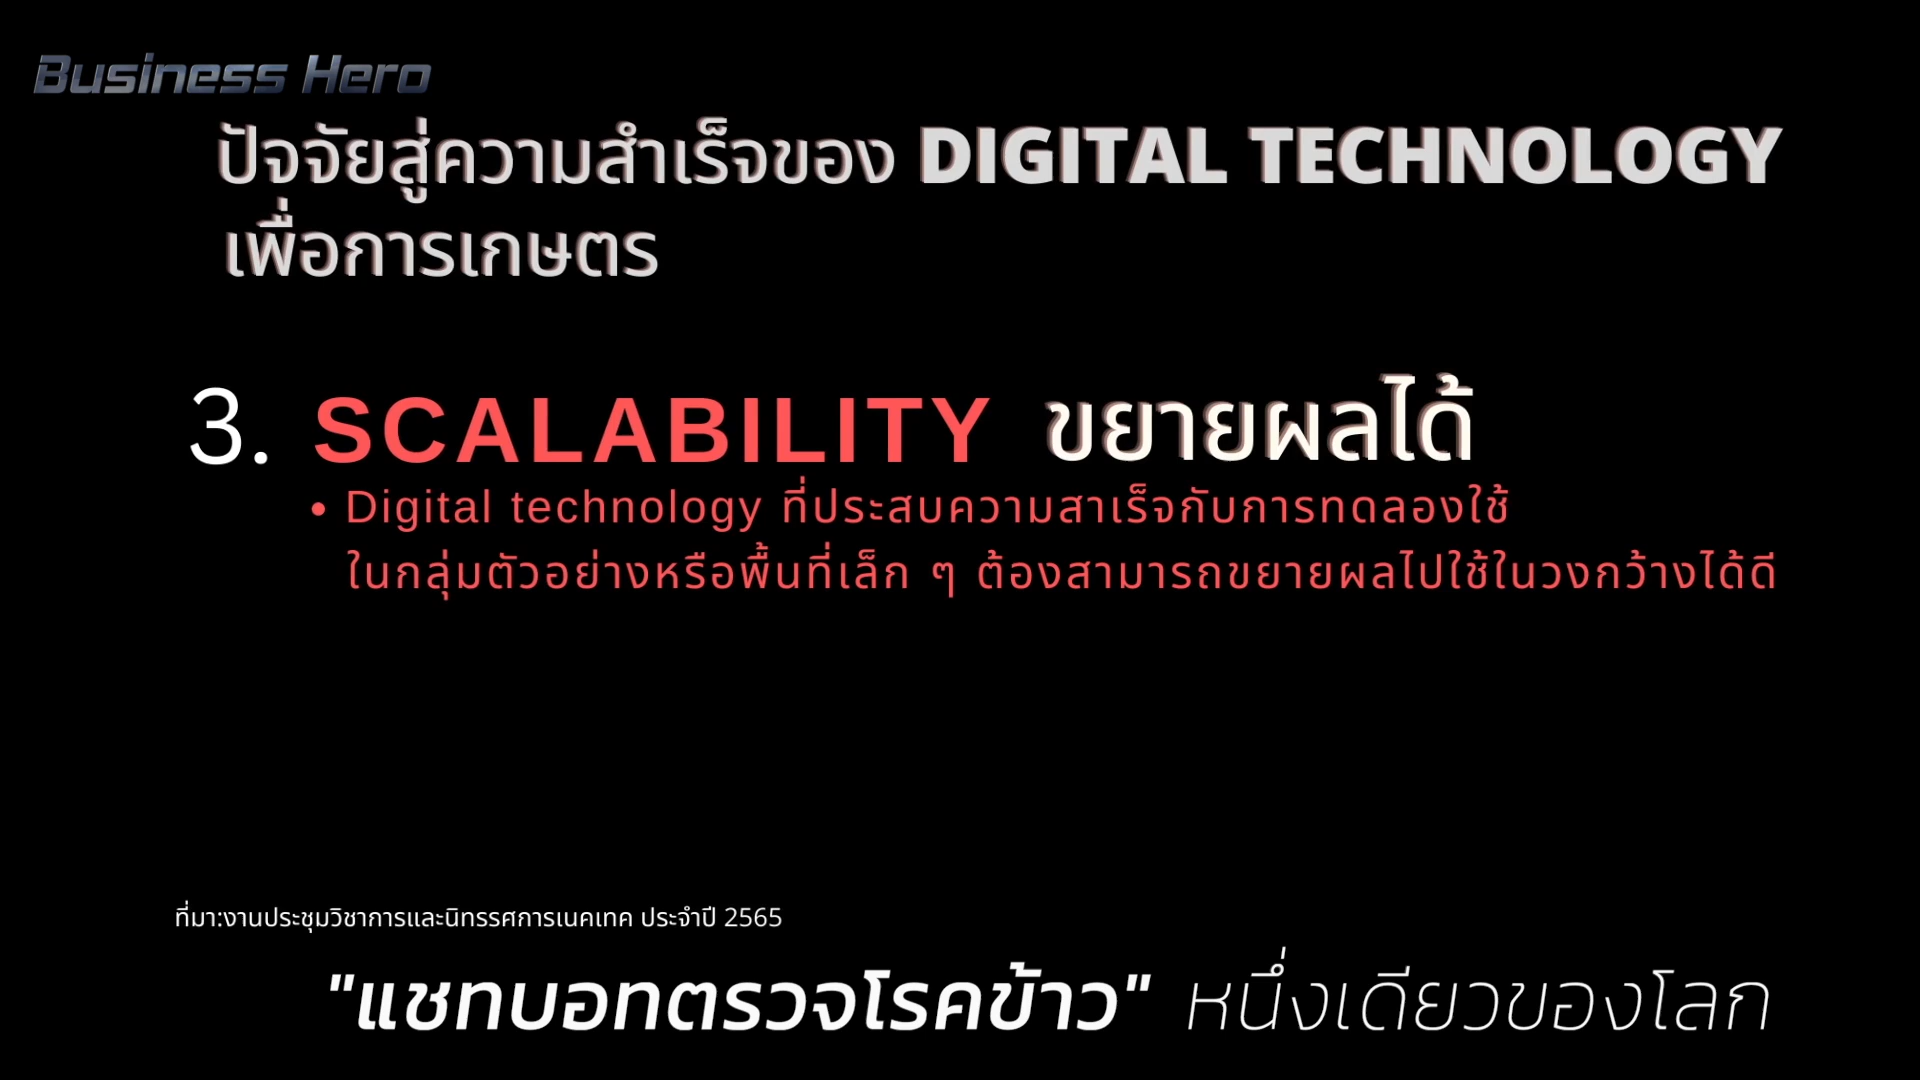 Business Hero
ปัจจัยสู่ความสำเร็จของ DIGITAL TECHNOLOGY
เพื่อการเกษตร
3. SCALABILITY ขยายผลได้
• Digital technology ที่ประสบความสาเร็จกับการทดลองใช้
ในกลุ่มตัวอย่างหรือพื้นที่เล็ก ๆ ต้องสามารถขยายผลไปใช้ในวงกว้างได้ดี
ที่มา:งานประชุมวิชาการและนิทรรศการเนคเทค ประจำปี 2565
"แชทบอทตรวจโรคข้าว" หนึ่งเดียวของโลก